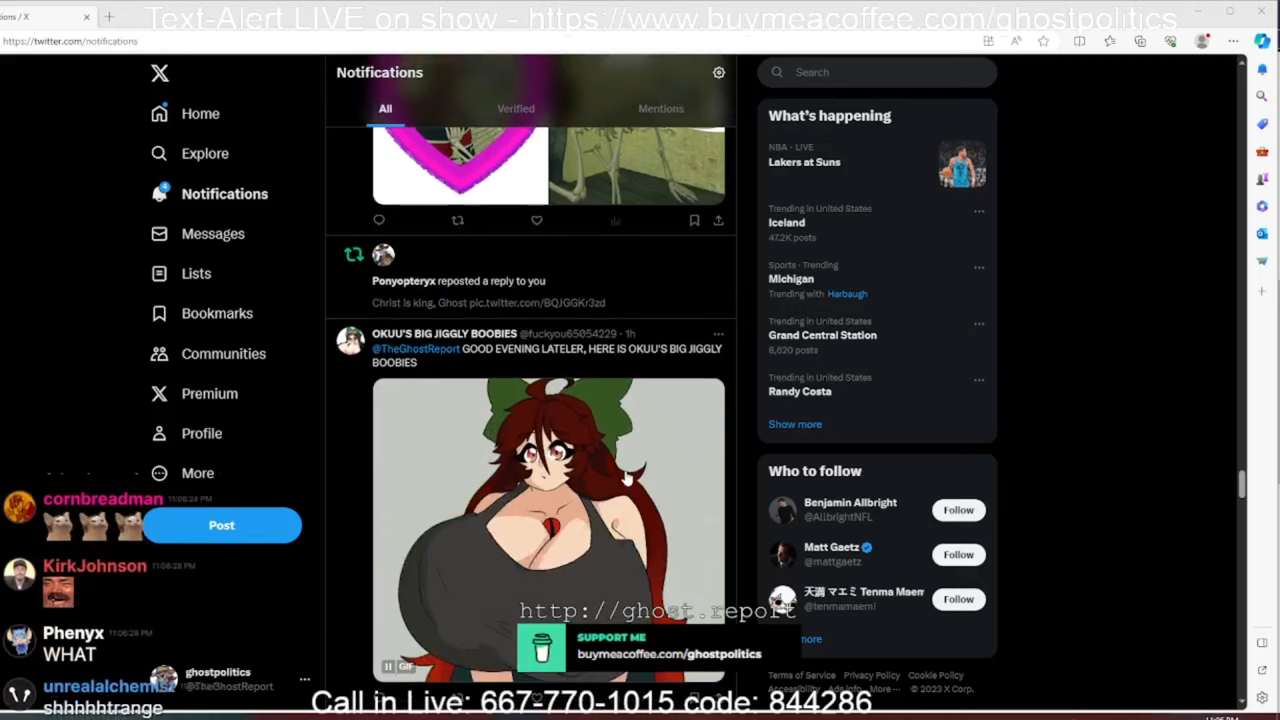 Text-Alert LIVE on show - https://www.buymeacoffee.com/ghostpolitics
ons / X
https://twitter.com/notifications
Home
Explore
4
Notifications
Messages
Lists
Bookmarks
Communities
Premium
Profile
More
Post
Notifications
All
Verified
Mentions
Ponyopteryx reposted a reply to you
Christ is king, Ghost pic.twitter.com/BQJGGKr3zd
OKUU'S BIG JIGGLY BOOBIES @fuckyou65054229 · 1h
@TheGhostReport GOOD EVENING LATELER, HERE IS OKUU'S BIG JIGGLY
BOOBIES
GIF
Search
What's happening
NBA · LIVE
Lakers at Suns
Trending in United States
Iceland
47.2K posts
Sports · Trending
Michigan
Trending with Harbaugh
Trending in United States
Grand Central Station
8,620 posts
Trending in United States
Randy Costa
Show more
Who to follow
Benjamin Allbright
@AllbrightNFL
Follow
Matt Gaetz
@mattgaetz
Follow
天満 マエミ Tenma Maem
@tenmamaemi
Follow
more
Terms of Service Privacy Policy Cookie Policy
Accessibility Ads info More
© 2023 X Corp.
cornbreadman 11:06:24 PM
KirkJohnson 11:06:28 PM
Phenyx 11:06:28 PM
WHAT
unrealalchemist
shhhhhtrange
ghostpolitics
@TheGhostReport
http://ghost.report
SUPPORT ME
buymeacoffee.com/ghostpolitics
Call in Live: 667-770-1015 code: 844286